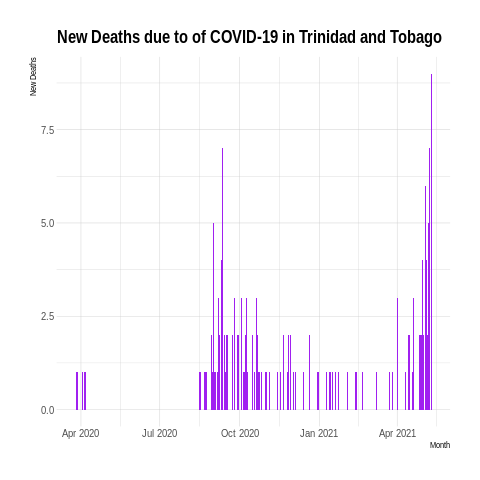 New Deaths due to of COVID-19 in Trinidad and Tobago
New Deaths
7.5
5.0
2.5
0.0
Apr 2020 Jul 2020 Oct 2020 Jan 2021 Apr 2021
Month